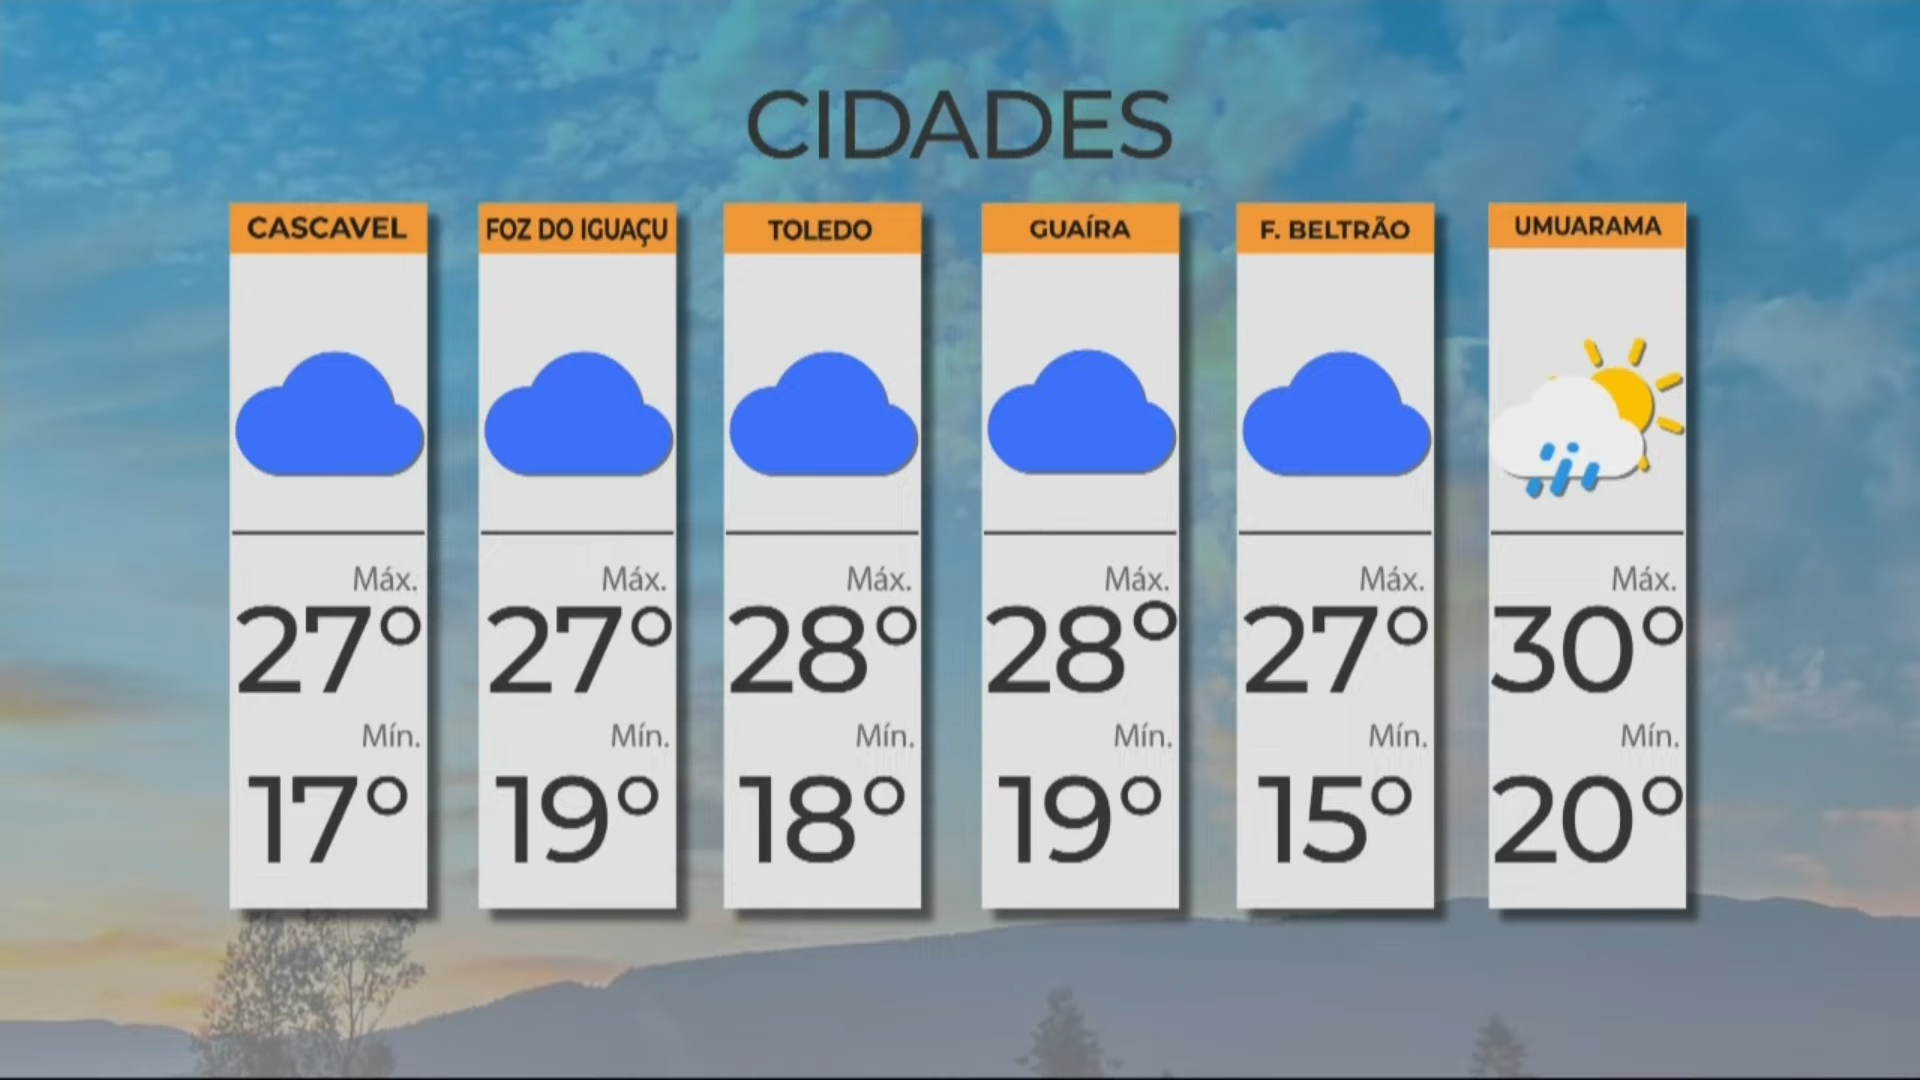 CIDADES
CASCAVEL
Máx.
27°
Mín.
17°
FOZ DO IGUAÇU
Máx.
27°
Mín.
19°
TOLEDO
Máx.
28°
Mín.
18°
GUAÍRA
Máx.
28°
Mín.
19°
F. BELTRÃO
Máx.
27°
Mín.
15°
UMUARAMA
Máx.
30°
Mín.
20°